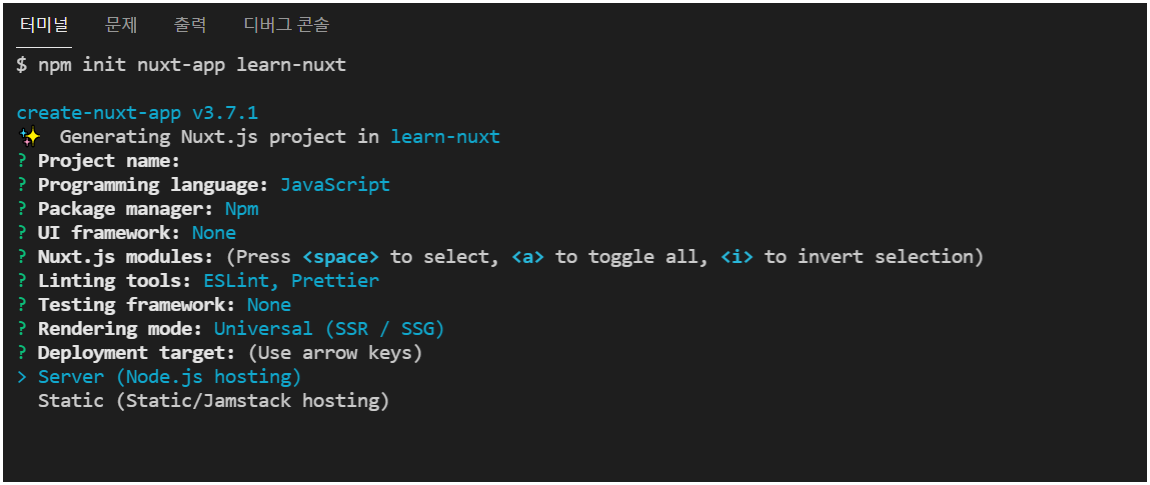 터미널 문제 출력 디버그 콘솔
$ npm init nuxt-app learn-nuxt
create-nuxt-app v3.7.1
✨ Generating Nuxt.js project in learn-nuxt
? Project name:
? Programming language: JavaScript
? Package manager: Npm
? UI framework: None
? Nuxt.js modules: (Press <space> to select, <a> to toggle all, <i> to invert selection)
? Linting tools: ESLint, Prettier
? Testing framework: None
? Rendering mode: Universal (SSR / SSG)
? Deployment target: (Use arrow keys)
> Server (Node.js hosting)
Static (Static/Jamstack hosting)